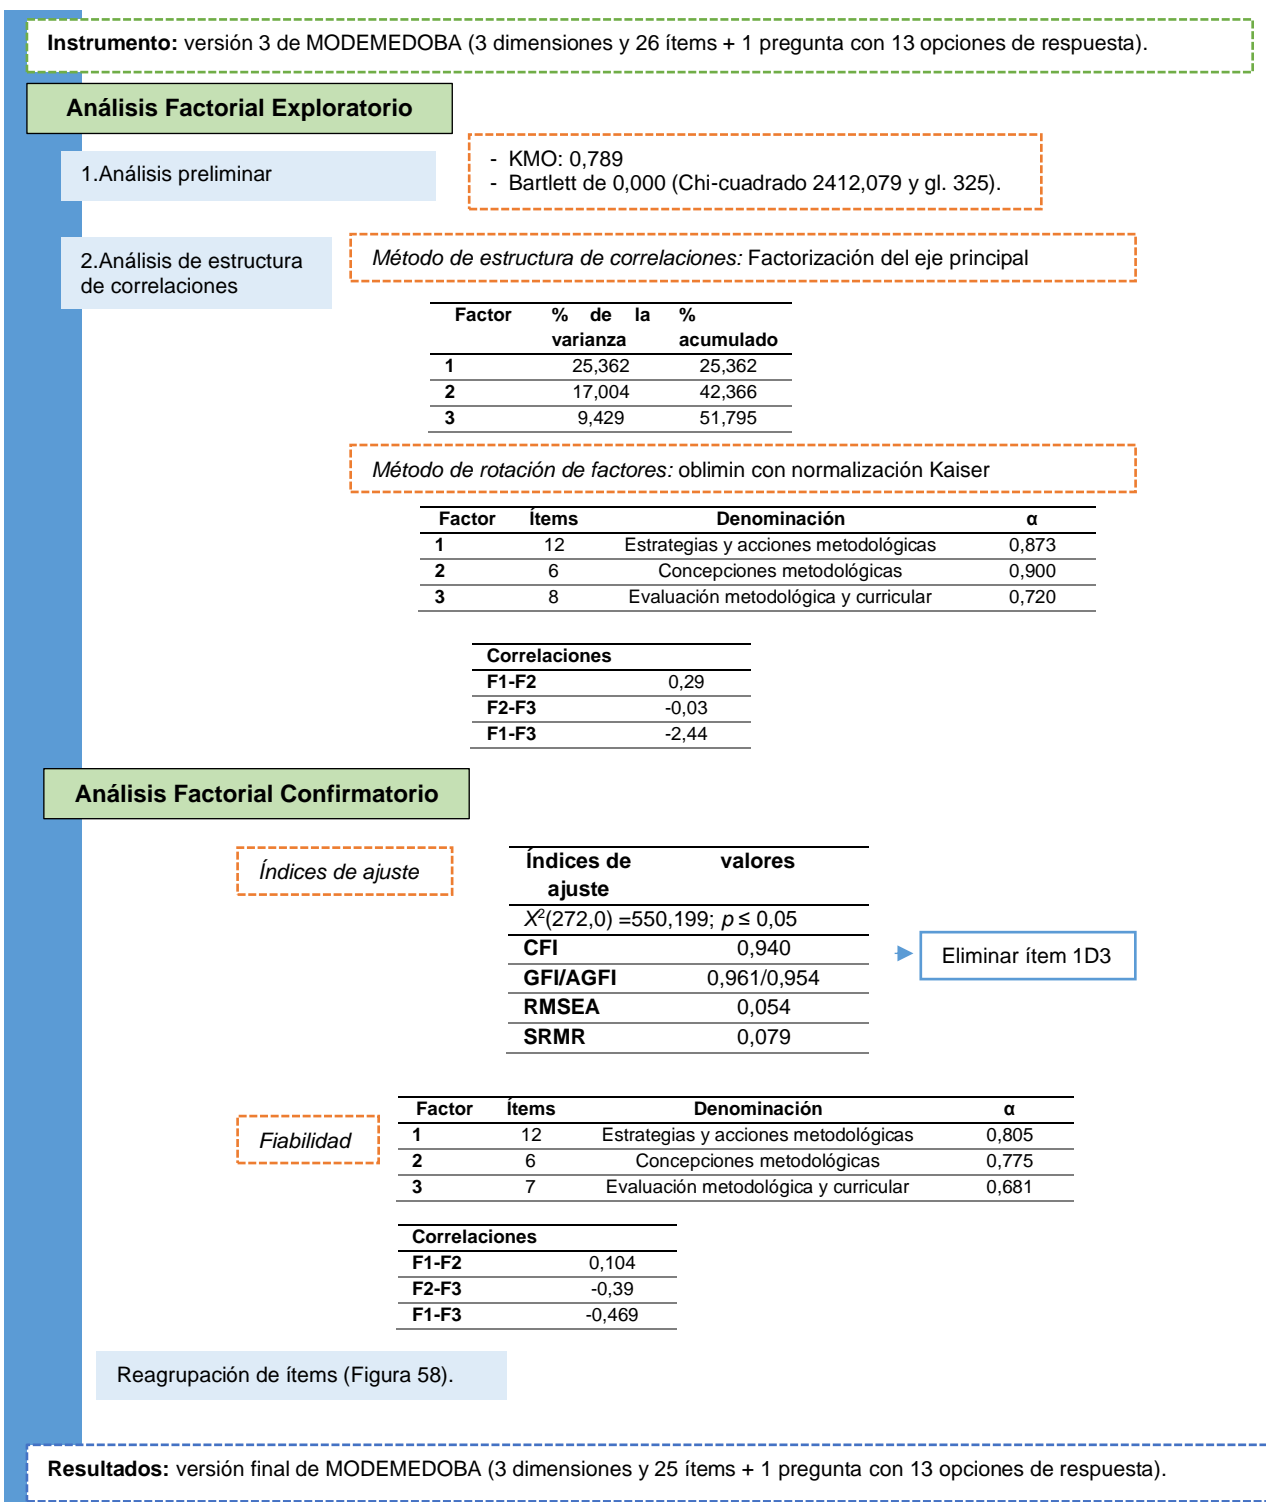 Instrumento: versión 3 de MODEMEDOBA (3 dimensiones y 26 ítems + 1 pregunta con 13 opciones de respuesta).
Análisis Factorial Exploratorio
1.Análisis preliminar
- KMO: 0,789
- Bartlett de 0,000 (Chi-cuadrado 2412,079 y gl. 325).
2.Análisis de estructura
de correlaciones
Método de estructura de correlaciones: Factorización del eje principal
Factor % de la %
varianza acumulado
1 25,362 25,362
2 17,004 42,366
3 9,429 51,795
Método de rotación de factores: oblimin con normalización Kaiser
Factor Ítems Denominación α
1 12 Estrategias y acciones metodológicas 0,873
2 6 Concepciones metodológicas 0,900
3 8 Evaluación metodológica y curricular 0,720
Correlaciones
F1-F2 0,29
F2-F3 -0,03
F1-F3 -2,44
Análisis Factorial Confirmatorio
Índices de ajuste
Índices de valores
ajuste
X²(272,0) =550,199; p ≤ 0,05
CFI 0,940
GFI/AGFI 0,961/0,954
RMSEA 0,054
SRMR 0,079
Eliminar ítem 1D3
Fiabilidad
Factor Ítems Denominación α
1 12 Estrategias y acciones metodológicas 0,805
2 6 Concepciones metodológicas 0,775
3 7 Evaluación metodológica y curricular 0,681
Correlaciones
F1-F2 0,104
F2-F3 -0,39
F1-F3 -0,469
Reagrupación de ítems (Figura 58).
Resultados: versión final de MODEMEDOBA (3 dimensiones y 25 ítems + 1 pregunta con 13 opciones de respuesta).